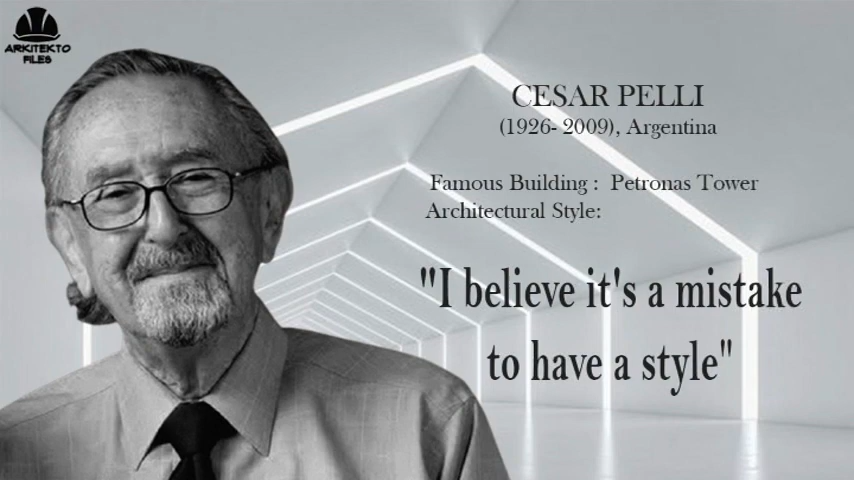 ARKITEKTO
FILES
CESAR PELLI
(1926- 2009), Argentina
Famous Building : Petronas Tower
Architectural Style:
"I believe it's a mistake
to have a style"